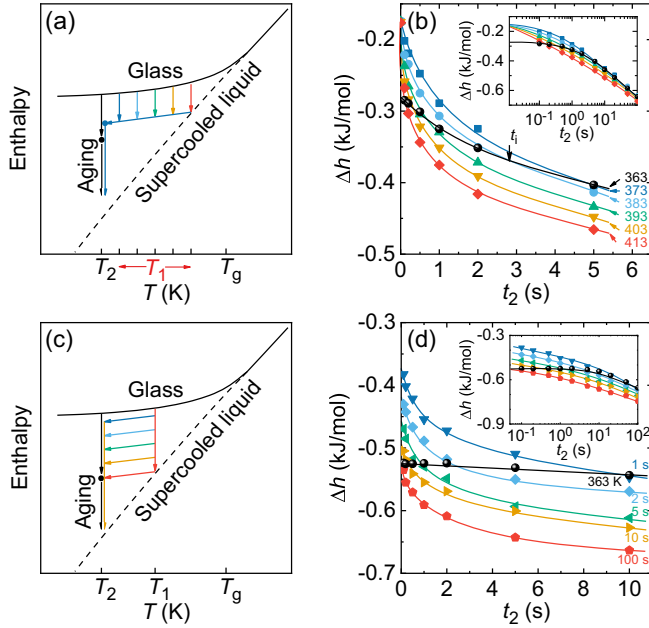 (a)
Glass
Enthalpy
Aging
Supercooled liquid
T2
T1
Tg
T (K)
(b)
-0.2
-0.3
-0.4
-0.5
Δh (kJ/mol)
0 1 2 3 4 5 6
t2 (s)
ti
363
373
383
393
403
413
-0.2
-0.4
-0.6
Δh (kJ/mol)
10-1 100 101
t2 (s)
(c)
Glass
Enthalpy
Aging
Supercooled liquid
T2
T1
Tg
T (K)
(d)
-0.3
-0.4
-0.5
-0.6
-0.7
Δh (kJ/mol)
0 2 4 6 8 10
t2 (s)
1 s
363 K
2 s
5 s
10 s
100 s
-0.3
-0.6
-0.9
Δh (kJ/mol)
10-1 100 101 102
t2 (s)